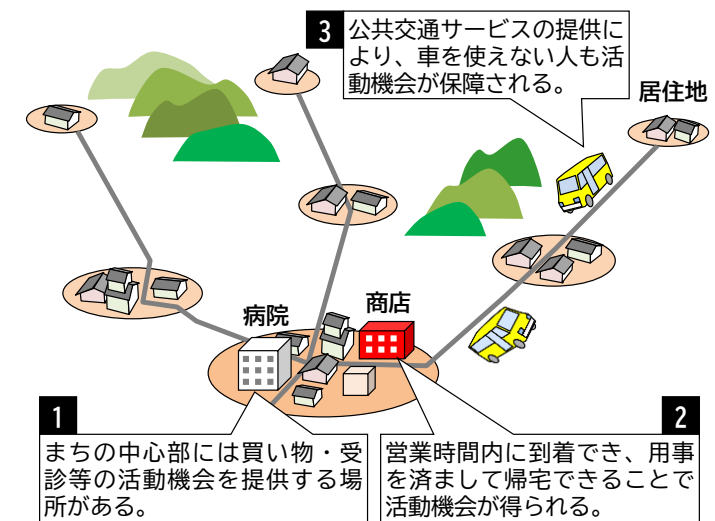 3
公共交通サービスの提供に
より、車を使えない人も活
動機会が保障される。
居住地
病院
商店
1
まちの中心部には買い物・受
診等の活動機会を提供する場
所がある。
2
営業時間内に到着でき、用事
を済まして帰宅できることで
活動機会が得られる。